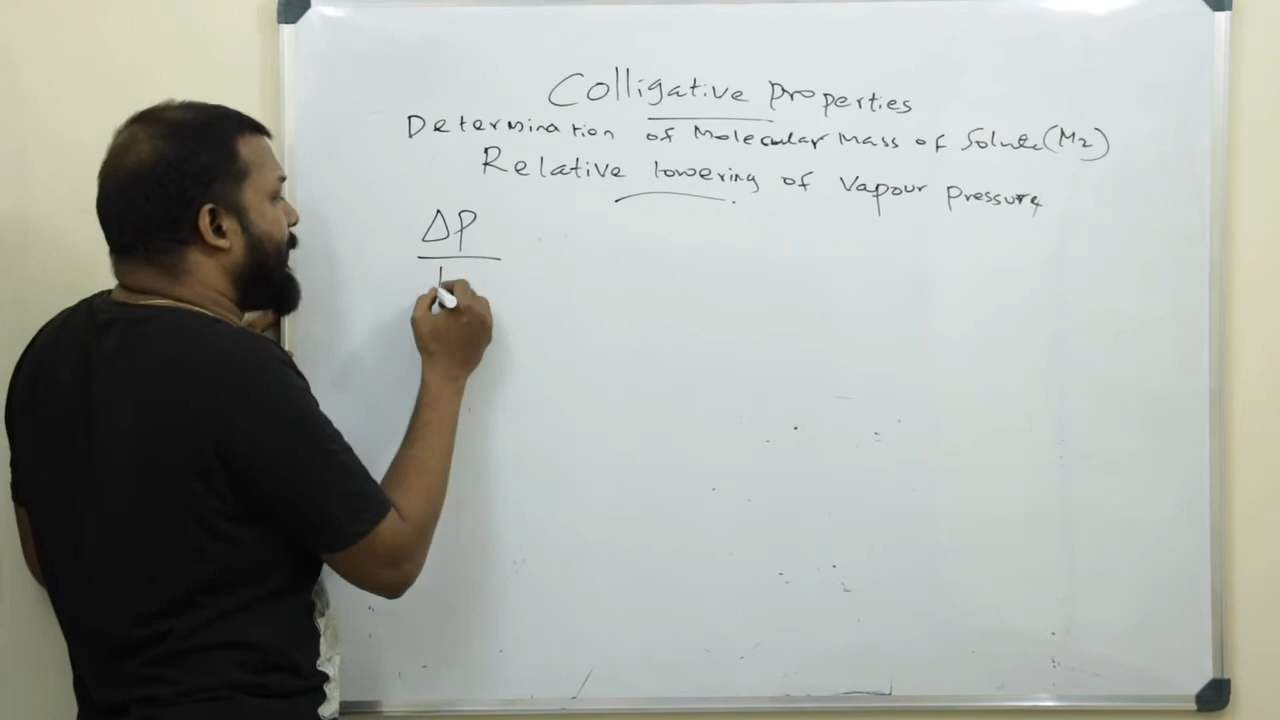 Colligative Properties
Determination of Molecular Mass of Solute (M2)
Relative lowering of Vapour Pressure
ΔP